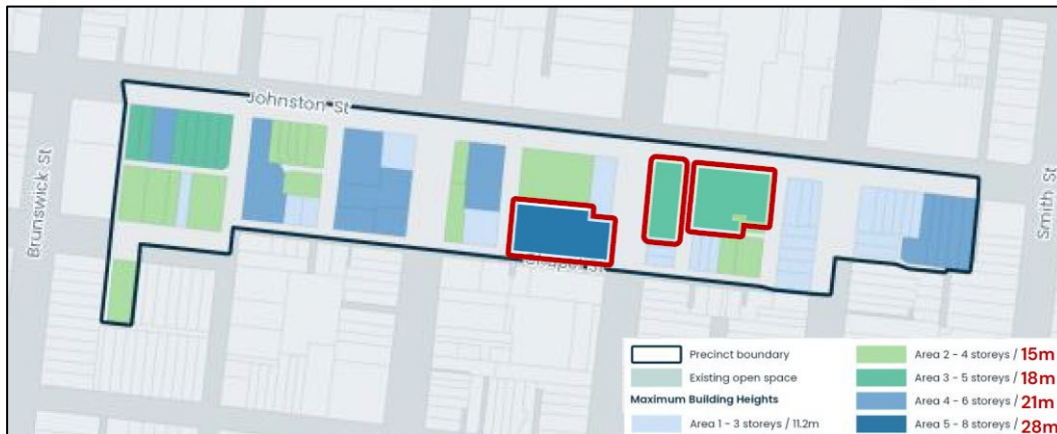 Johnston St
Brunswick St
Smith St
Chapel St
Precinct boundary
Existing open space
Maximum Building Heights
Area 1 - 3 storeys / 11.2m
Area 2 - 4 storeys / 15m
Area 3 - 5 storeys / 18m
Area 4 - 6 storeys / 21m
Area 5 - 8 storeys / 28m